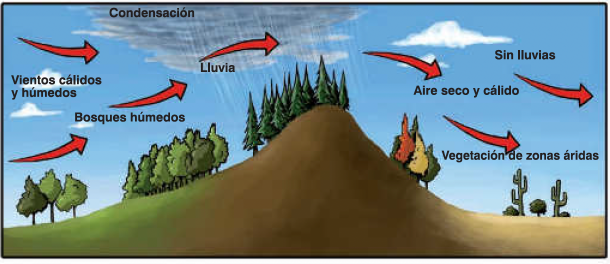 Condensación
Sin lluvias
Lluvia
Vientos cálidos
y húmedos
Aire seco y cálido
Bosques húmedos
Vegetación de zonas áridas